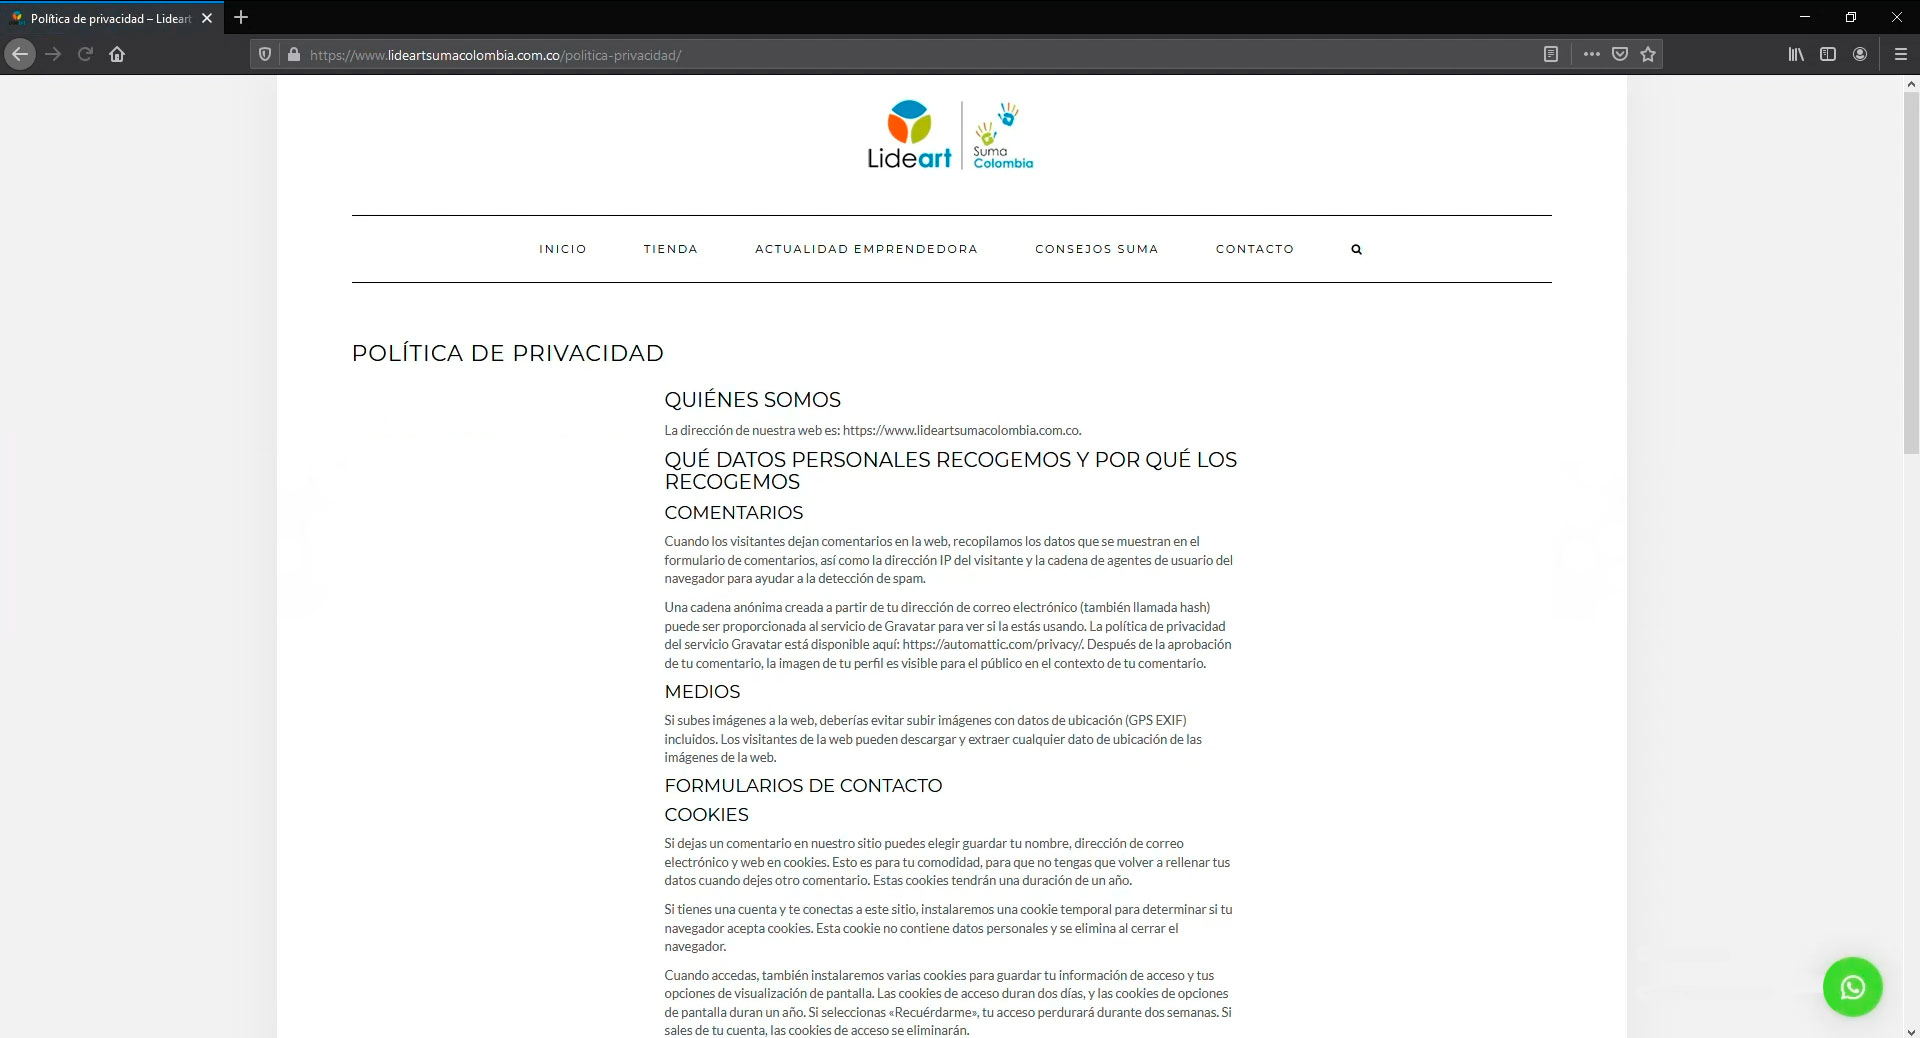 Política de privacidad – Lideart
https://www.lideartsumacolombia.com.co/politica-privacidad/
Lideart
Suma
Colombia
INICIO TIENDA ACTUALIDAD EMPRENDEDORA CONSEJOS SUMA CONTACTO
POLÍTICA DE PRIVACIDAD
QUIÉNES SOMOS
La dirección de nuestra web es: https://www.lideartsumacolombia.com.co.
QUÉ DATOS PERSONALES RECOGEMOS Y POR QUÉ LOS
RECOGEMOS
COMENTARIOS
Cuando los visitantes dejan comentarios en la web, recopilamos los datos que se muestran en el
formulario de comentarios, así como la dirección IP del visitante y la cadena de agentes de usuario del
navegador para ayudar a la detección de spam.
Una cadena anónima creada a partir de tu dirección de correo electrónico (también llamada hash)
puede ser proporcionada al servicio de Gravatar para ver si la estás usando. La política de privacidad
del servicio Gravatar está disponible aquí: https://automattic.com/privacy/. Después de la aprobación
de tu comentario, la imagen de tu perfil es visible para el público en el contexto de tu comentario.
MEDIOS
Si subes imágenes a la web, deberías evitar subir imágenes con datos de ubicación (GPS EXIF)
incluidos. Los visitantes de la web pueden descargar y extraer cualquier dato de ubicación de las
imágenes de la web.
FORMULARIOS DE CONTACTO
COOKIES
Si dejas un comentario en nuestro sitio puedes elegir guardar tu nombre, dirección de correo
electrónico y web en cookies. Esto es para tu comodidad, para que no tengas que volver a rellenar tus
datos cuando dejes otro comentario. Estas cookies tendrán una duración de un año.
Si tienes una cuenta y te conectas a este sitio, instalaremos una cookie temporal para determinar si tu
navegador acepta cookies. Esta cookie no contiene datos personales y se elimina al cerrar el
navegador.
Cuando accedas, también instalaremos varias cookies para guardar tu información de acceso y tus
opciones de visualización de pantalla. Las cookies de acceso duran dos días, y las cookies de opciones
de pantalla duran un año. Si seleccionas «Recuérdarme», tu acceso perdurará durante dos semanas. Si
sales de tu cuenta, las cookies de acceso se eliminarán.